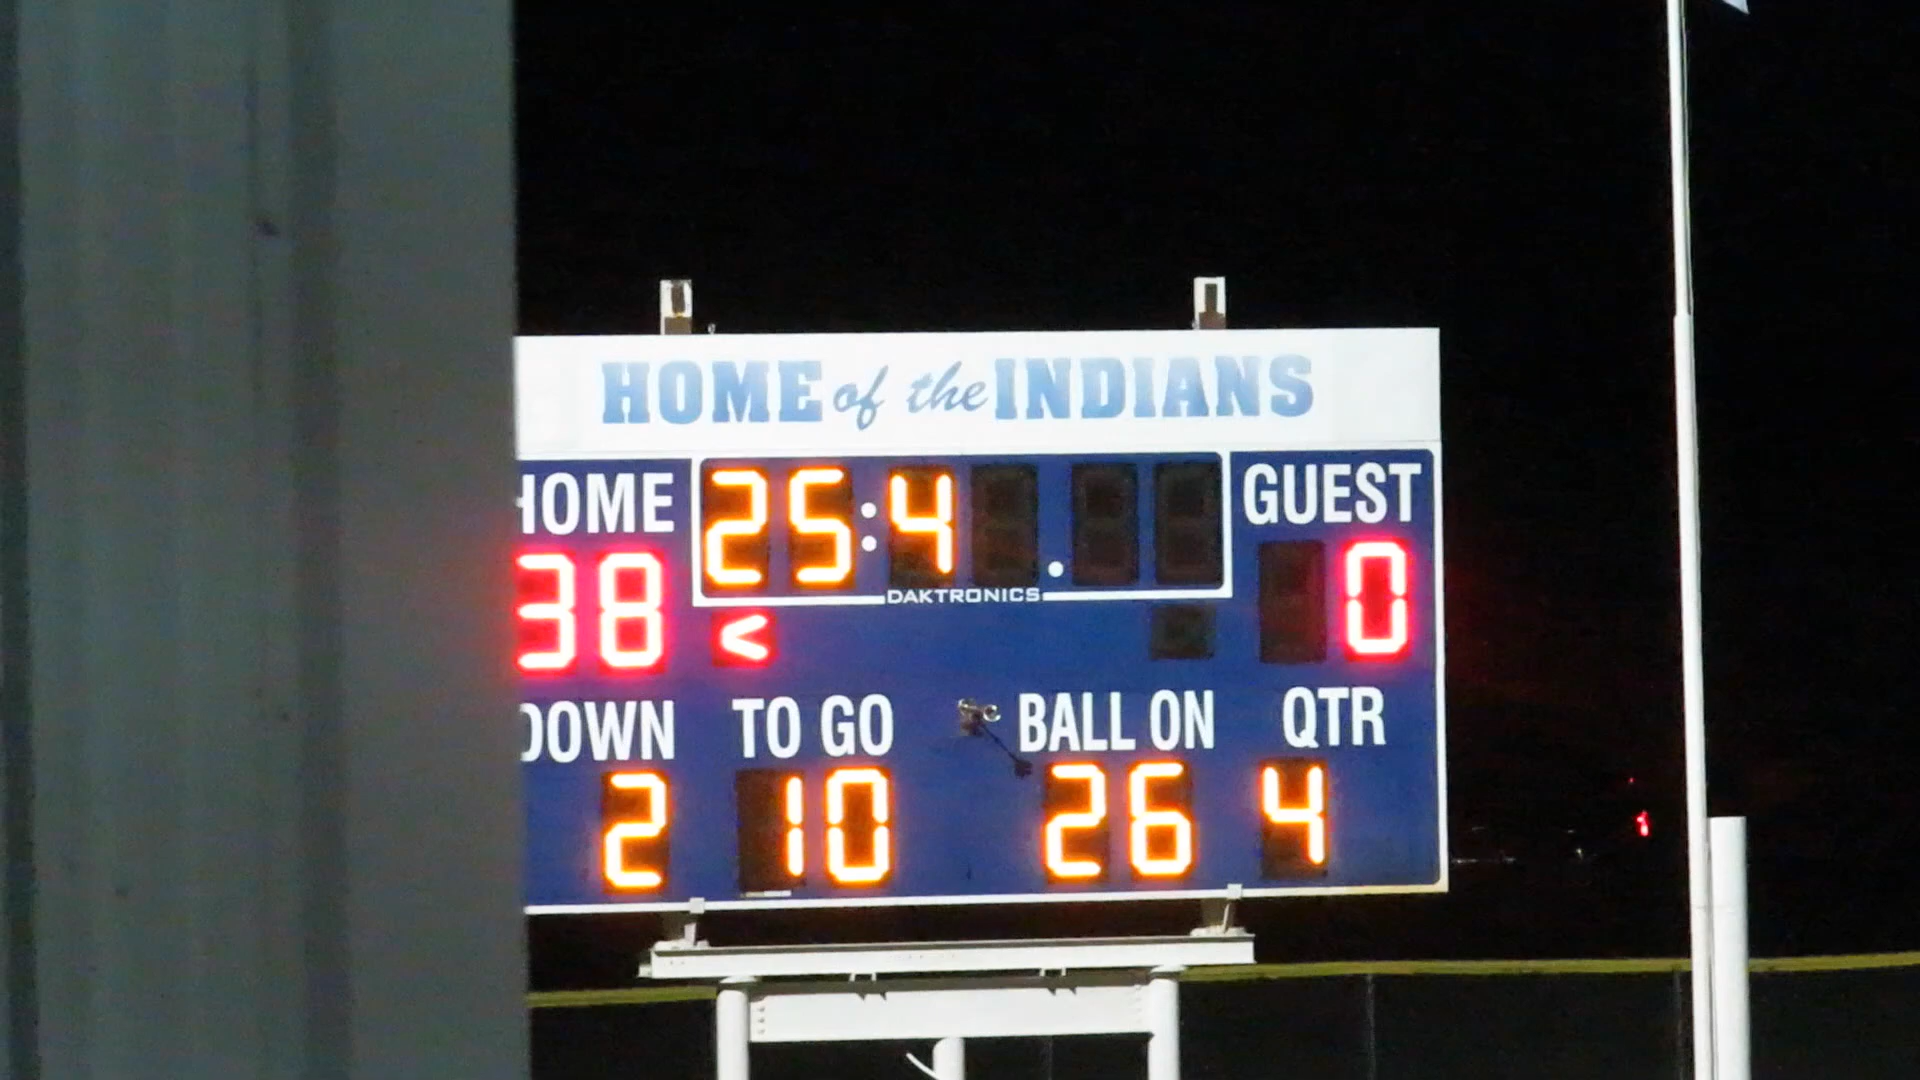 HOME of the INDIANS
HOME 25:4 . GUEST
38 0
DAKTRONICS
<
DOWN TO GO BALL ON QTR
2 10 26 4